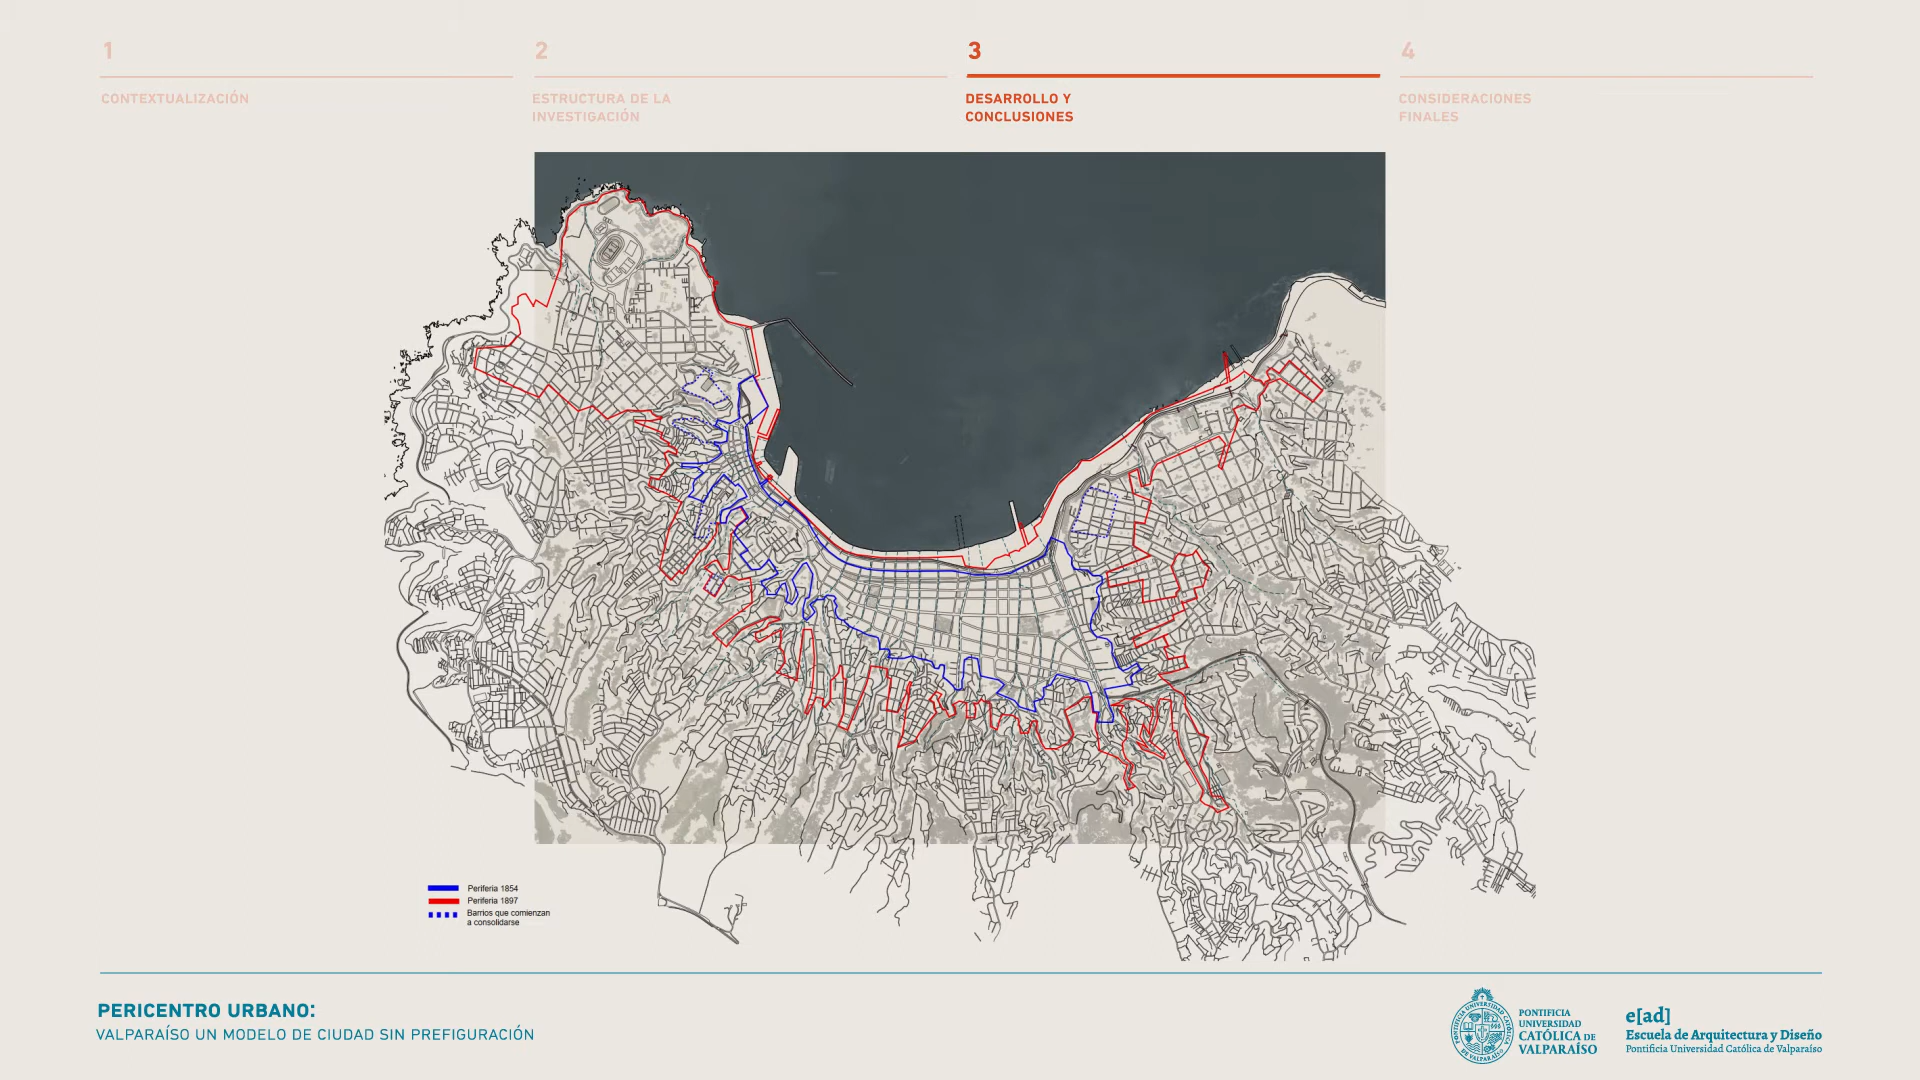 1
CONTEXTUALIZACIÓN
2
ESTRUCTURA DE LA
INVESTIGACIÓN
3
DESARROLLO Y
CONCLUSIONES
4
CONSIDERACIONES
FINALES
Periferia 1854
Periferia 1897
Barrios que comienzan
a consolidarse
PERICENTRO URBANO:
VALPARAÍSO UN MODELO DE CIUDAD SIN PREFIGURACIÓN
PONTIFICIA
UNIVERSIDAD
CATÓLICA DE
VALPARAÍSO
e[ad]
Escuela de Arquitectura y Diseño
Pontificia Universidad Católica de Valparaíso